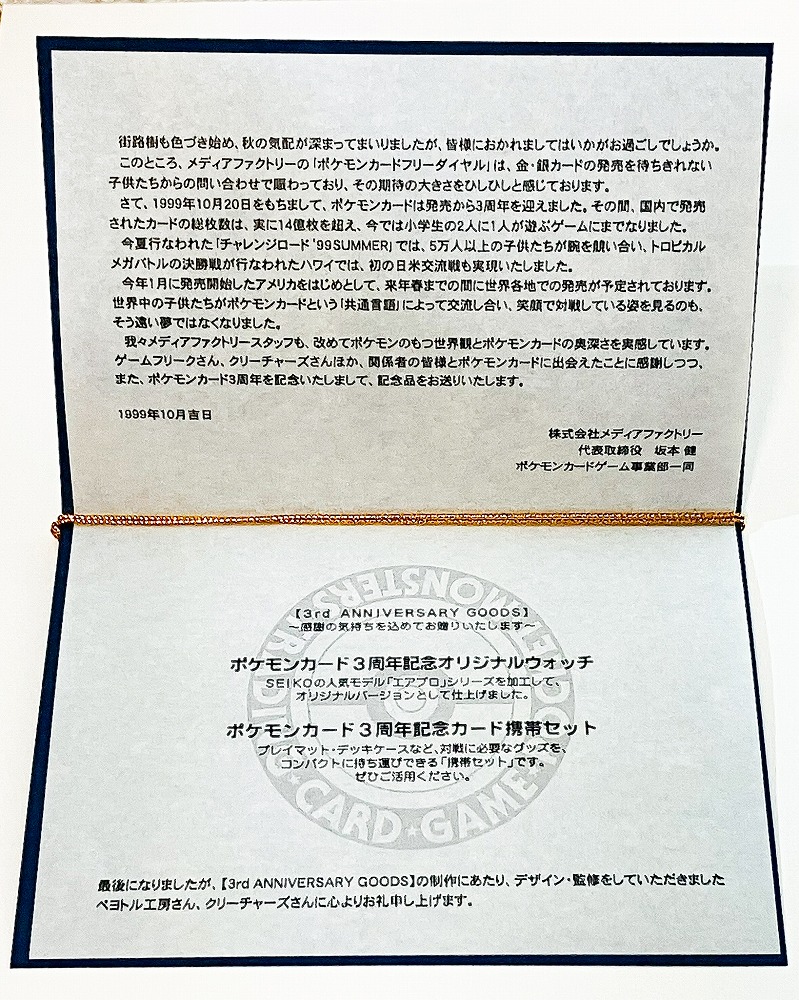 街路樹も色づき始め、秋の気配が深まってまいりましたが、皆様におかれましてはいかがお過ごしでしょうか。
このところ、メディアファクトリーの「ポケモンカードフリーダイヤル」は、金・銀カードの発売を待ちきれない
子供たちからの問い合わせで賑わっており、その期待の大きさをひしひしと感じております。
さて、1999年10月20日をもちまして、ポケモンカードは発売から3周年を迎えました。その間、国内で発売
されたカードの総枚数は、実に14億枚を超え、今では小学生の2人に1人が遊ぶゲームにまでなりました。
今夏行なわれた「チャレンジロード'99SUMMER」では、5万人以上の子供たちが腕を競い合い、トロピカル
メガバトルの決勝戦が行なわれたハワイでは、初の日米交流戦も実現いたしました。
今年1月に発売開始したアメリカをはじめとして、来年春までの間に世界各地での発売が予定されております。
世界中の子供たちがポケモンカードという「共通言語」によって交流し合い、笑顔で対戦している姿を見るのも、
そう遠い夢ではなくなりました。
我々メディアファクトリースタッフも、改めてポケモンのもつ世界観とポケモンカードの奥深さを実感しています。
ゲームフリークさん、クリーチャーズさんほか、関係者の皆様とポケモンカードに出会えたことに感謝しつつ、
また、ポケモンカード3周年を記念いたしまして、記念品をお送りいたします。
1999年10月吉日
株式会社メディアファクトリー
代表取締役 坂本 健
ポケモンカードゲーム事業部一同
【3rd ANNIVERSARY GOODS】
～感謝の気持ちを込めてお贈りいたします～
ポケモンカード3周年記念オリジナルウォッチ
SEIKOの人気モデル「エアプロ」シリーズを加工して、
オリジナルバージョンとして仕上げました。
ポケモンカード3周年記念カード携帯セット
プレイマット・デッキケースなど、対戦に必要なグッズを、
コンパクトに持ち運びできる「携帯セット」です。
ぜひご活用ください。
POCKET MONSTERS TRADING CARD★GAME★
最後になりましたが、【3rd ANNIVERSARY GOODS】の制作にあたり、デザイン・監修をしていただきました
ペヨトル工房さん、クリーチャーズさんに心よりお礼申し上げます。